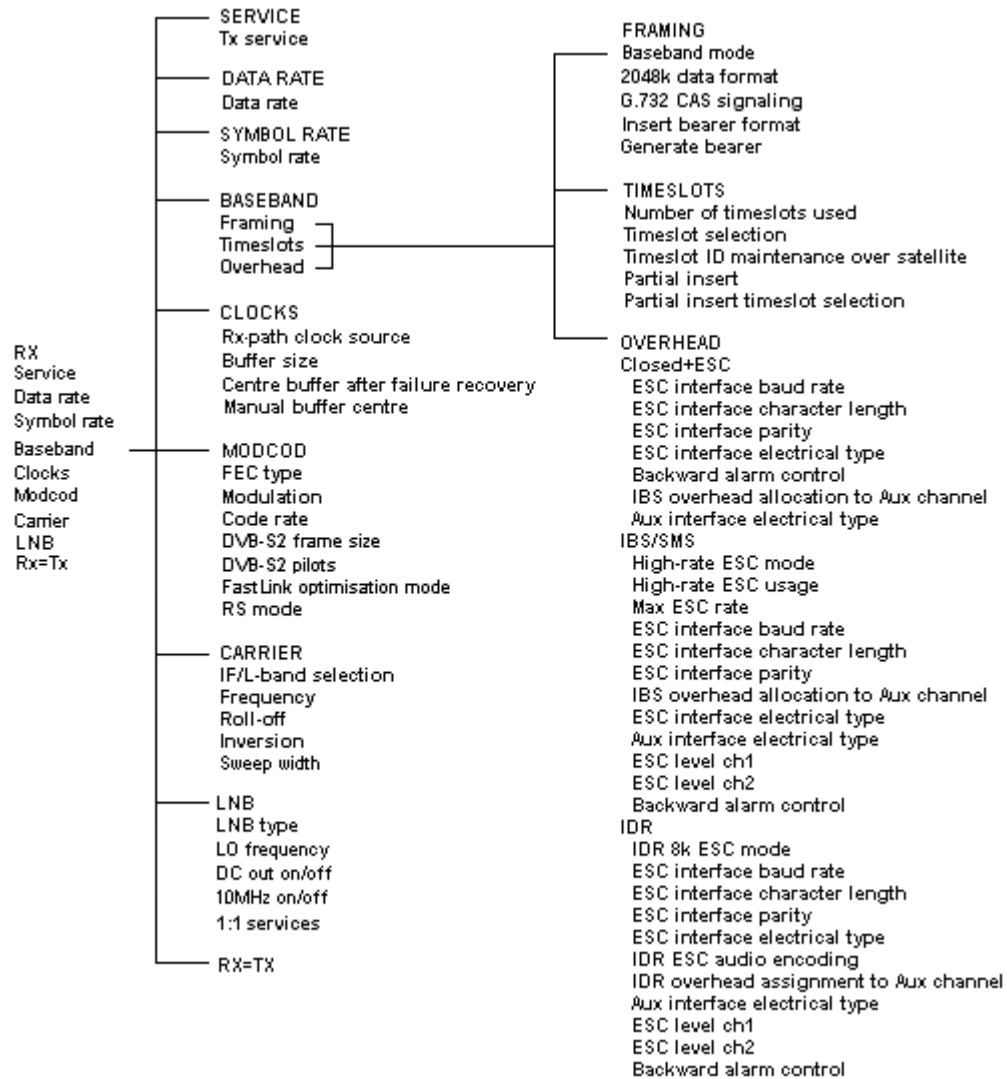 RX
Service
Data rate
Symbol rate
Baseband
Clocks
Modcod
Carrier
LNB
Rx=Tx
SERVICE
Tx service
DATA RATE
Data rate
SYMBOL RATE
Symbol rate
BASEBAND
Framing
Timeslots
Overhead
CLOCKS
Rx-path clock source
Buffer size
Centre buffer after failure recovery
Manual buffer centre
MODCOD
FEC type
Modulation
Code rate
DVB-S2 frame size
DVB-S2 pilots
FastLink optimisation mode
RS mode
CARRIER
IF/L-band selection
Frequency
Roll-off
Inversion
Sweep width
LNB
LNB type
LO frequency
DC out on/off
10MHz on/off
1:1 services
RX=TX
FRAMING
Baseband mode
2048k data format
G.732 CAS signaling
Insert bearer format
Generate bearer
TIMESLOTS
Number of timeslots used
Timeslot selection
Timeslot ID maintenance over satellite
Partial insert
Partial insert timeslot selection
OVERHEAD
Closed+ESC
ESC interface baud rate
ESC interface character length
ESC interface parity
ESC interface electrical type
Backward alarm control
IBS overhead allocation to Aux channel
Aux interface electrical type
IBS/SMS
High-rate ESC mode
High-rate ESC usage
Max ESC rate
ESC interface baud rate
ESC interface character length
ESC interface parity
IBS overhead allocation to Aux channel
ESC interface electrical type
Aux interface electrical type
ESC level ch1
ESC level ch2
Backward alarm control
IDR
IDR 8k ESC mode
ESC interface baud rate
ESC interface character length
ESC interface parity
ESC interface electrical type
IDR ESC audio encoding
IDR overhead assignment to Aux channel
Aux interface electrical type
ESC level ch1
ESC level ch2
Backward alarm control